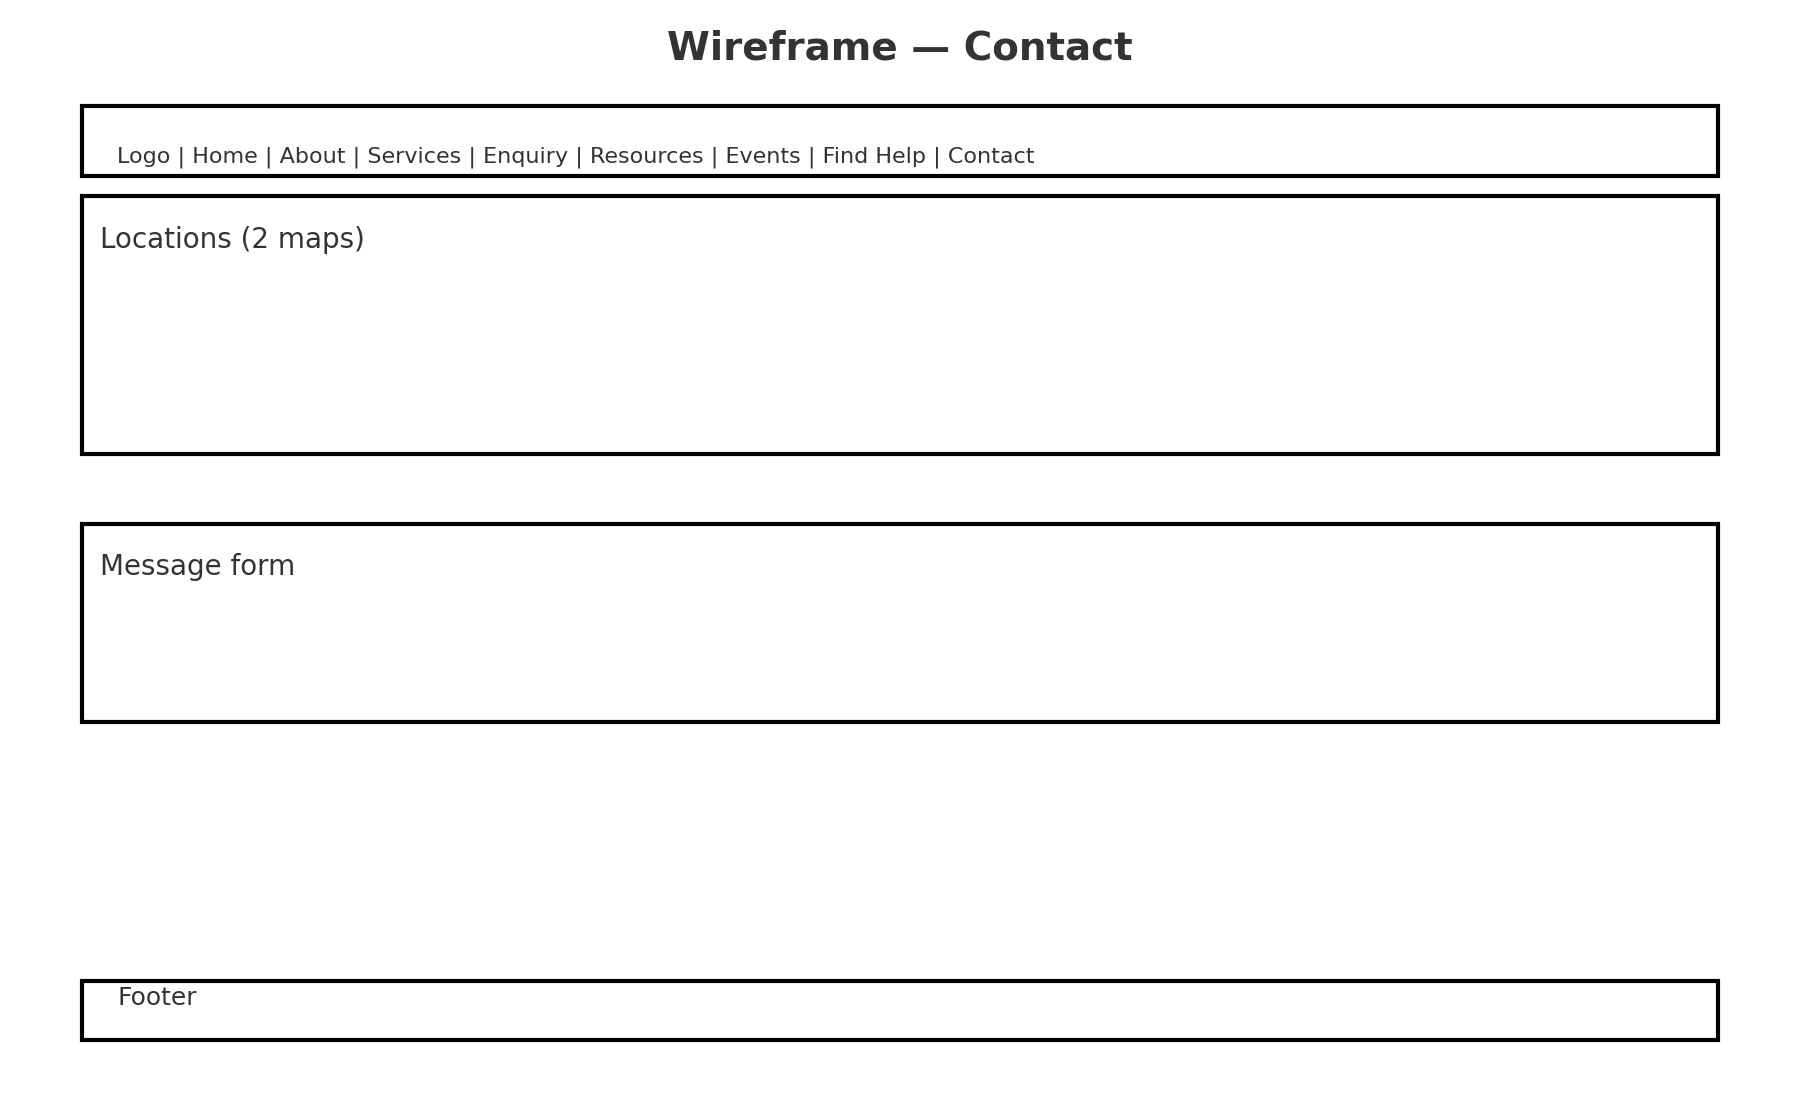 Wireframe — Contact
Logo | Home | About | Services | Enquiry | Resources | Events | Find Help | Contact
Locations (2 maps)
Message form
Footer